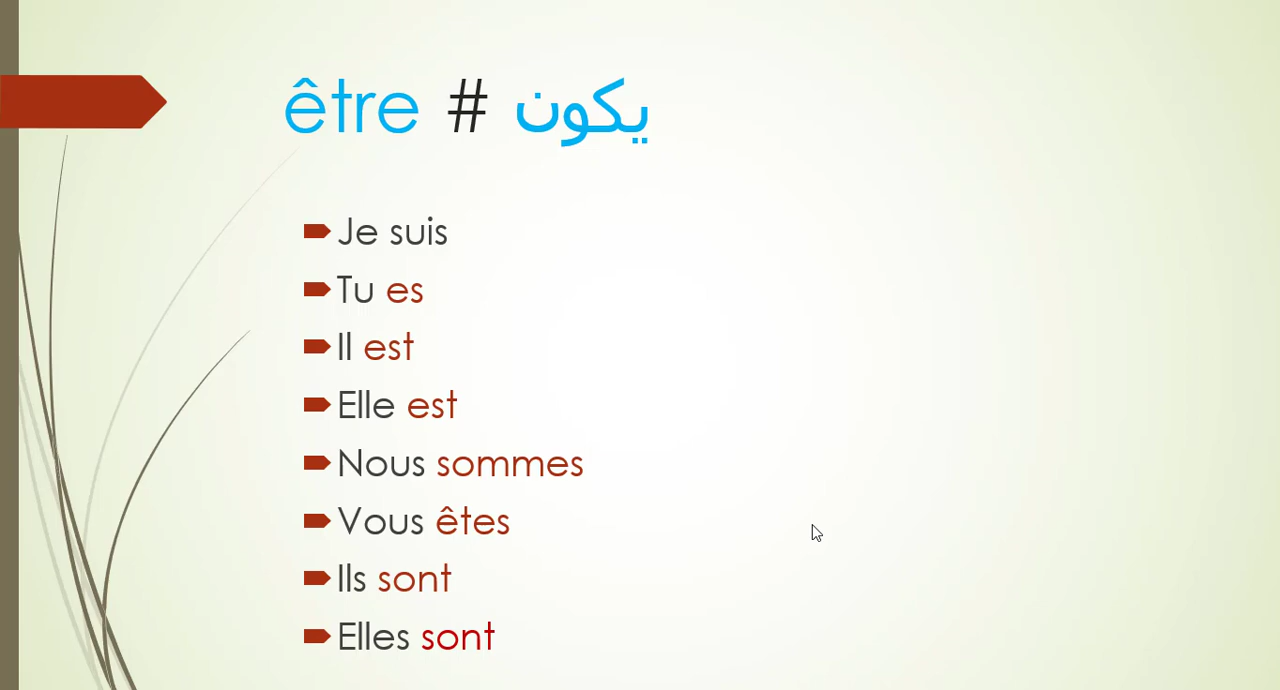 être # يكون
Je suis
Tu es
Il est
Elle est
Nous sommes
Vous êtes
Ils sont
Elles sont